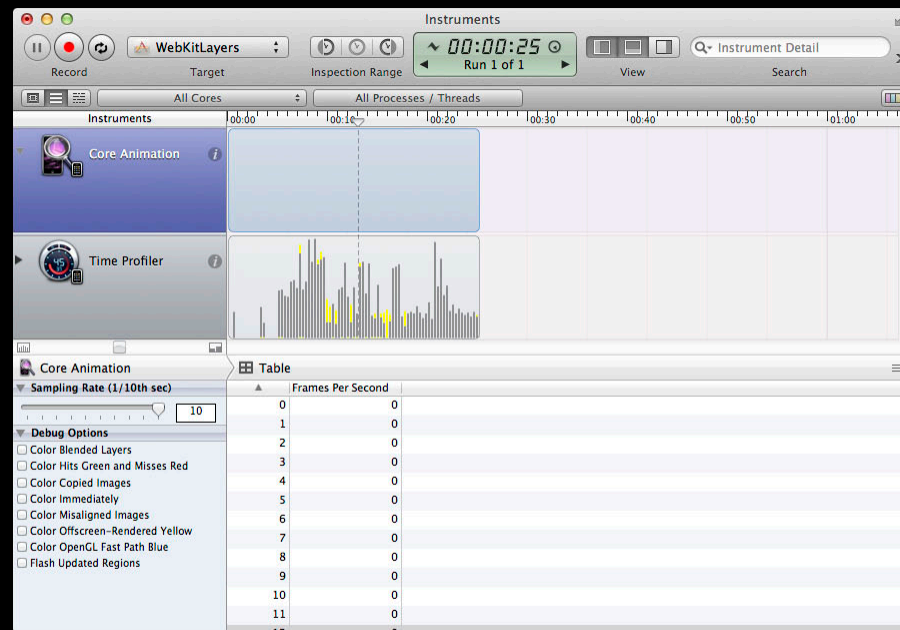 Instruments
WebKitLayers
00:00:25
Run 1 of 1
Instrument Detail
Record
Target
Inspection Range
View
Search
All Cores
All Processes / Threads
Instruments
00:00
00:10
00:20
00:30
00:40
00:50
01:00
Core Animation
Time Profiler
Core Animation
Table
Sampling Rate (1/10th sec)
10
Debug Options
Color Blended Layers
Color Hits Green and Misses Red
Color Copied Images
Color Immediately
Color Misaligned Images
Color Offscreen-Rendered Yellow
Color OpenGL Fast Path Blue
Flash Updated Regions
Frames Per Second
0 0
1 0
2 0
3 0
4 0
5 0
6 0
7 0
8 0
9 0
10 0
11 0